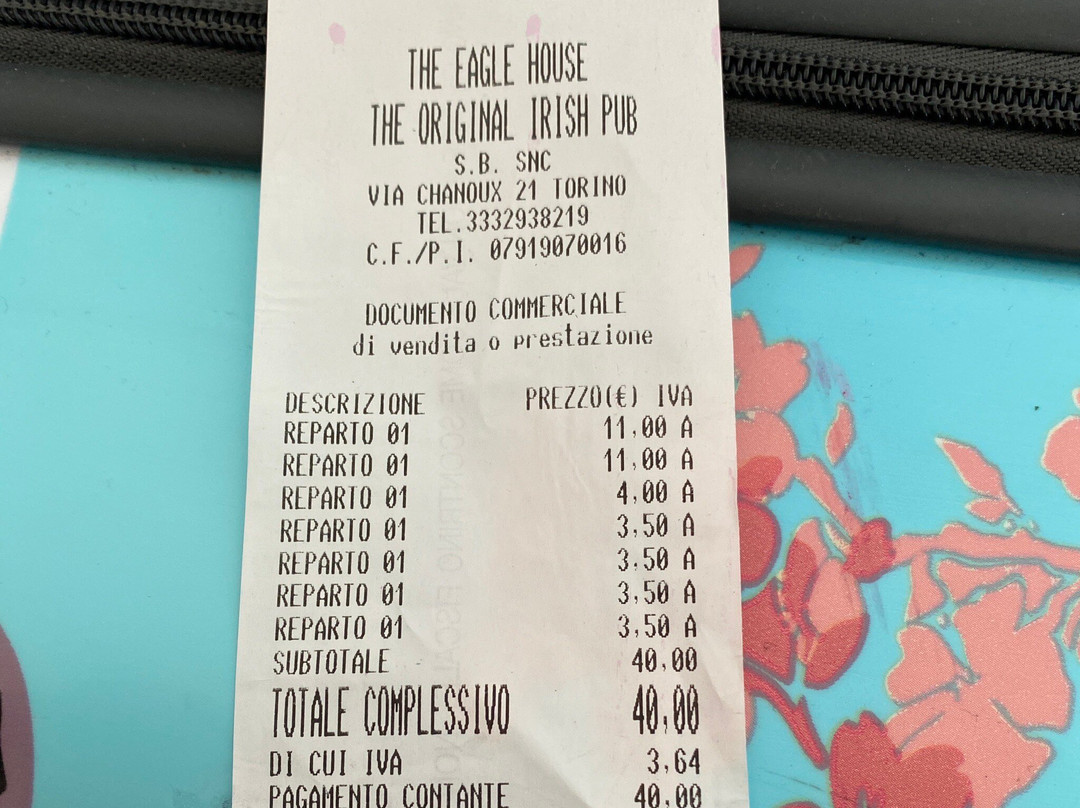 THE EAGLE HOUSE
THE ORIGINAL IRISH PUB
S.B. SNC
VIA CHANOUX 21 TORINO
TEL.3332938219
C.F./P.I. 07919070016
DOCUMENTO COMMERCIALE
di vendita o prestazione
DESCRIZIONE PREZZO(€) IVA
REPARTO 01 11,00 A
REPARTO 01 11,00 A
REPARTO 01 4,00 A
REPARTO 01 3,50 A
REPARTO 01 3,50 A
REPARTO 01 3,50 A
REPARTO 01 3,50 A
SUBTOTALE 40,00
TOTALE COMPLESSIVO 40,00
DI CUI IVA 3,64
PAGAMENTO CONTANTE 40,00